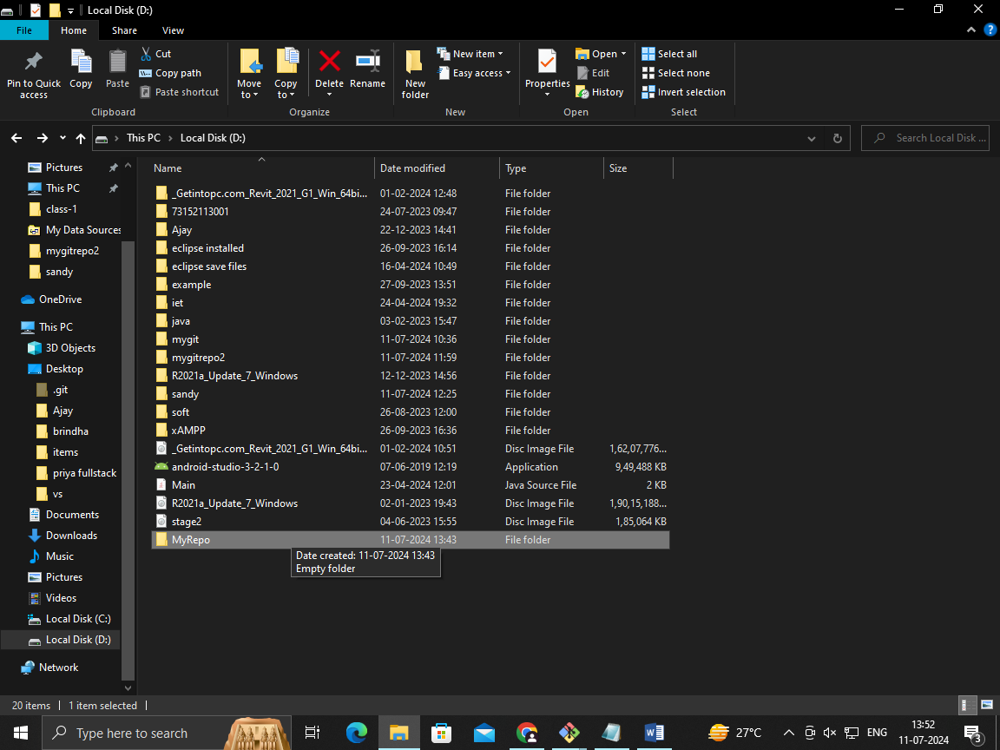 Local Disk (D:)
File Home Share View
Pin to Quick access
Copy
Paste
Cut
Copy path
Paste shortcut
Clipboard
Move to
Copy to
Delete
Rename
Organize
New folder
New item
Easy access
New
Properties
Open
Edit
History
Open
Select all
Select none
Invert selection
Select
This PC › Local Disk (D:)
Search Local Disk ...
Pictures
This PC
class-1
My Data Sources
mygitrepo2
sandy
OneDrive
This PC
3D Objects
Desktop
.git
Ajay
brindha
items
priya fullstack
vs
Documents
Downloads
Music
Pictures
Videos
Local Disk (C:)
Local Disk (D:)
Network
Name Date modified Type Size
_Getintopc.com_Revit_2021_G1_Win_64bi... 01-02-2024 12:48 File folder
73152113001 24-07-2023 09:47 File folder
Ajay 22-12-2023 14:41 File folder
eclipse installed 26-09-2023 16:14 File folder
eclipse save files 16-04-2024 10:49 File folder
example 27-09-2023 13:51 File folder
iet 24-04-2024 19:32 File folder
java 03-02-2023 15:47 File folder
mygit 11-07-2024 10:36 File folder
mygitrepo2 11-07-2024 11:59 File folder
R2021a_Update_7_Windows 12-12-2023 14:56 File folder
sandy 11-07-2024 12:25 File folder
soft 26-08-2023 12:00 File folder
xAMPP 26-09-2023 16:36 File folder
_Getintopc.com_Revit_2021_G1_Win_64bi... 01-02-2024 10:51 Disc Image File 1,62,07,776...
android-studio-3-2-1-0 07-06-2019 12:19 Application 9,49,488 KB
Main 23-04-2024 12:01 Java Source File 2 KB
R2021a_Update_7_Windows 02-01-2023 19:43 Disc Image File 1,90,15,188...
stage2 04-06-2023 15:55 Disc Image File 1,85,064 KB
MyRepo 11-07-2024 13:43 File folder
Date created: 11-07-2024 13:43
Empty folder
20 items 1 item selected
Type here to search
27°C
ENG
13:52
11-07-2024
3